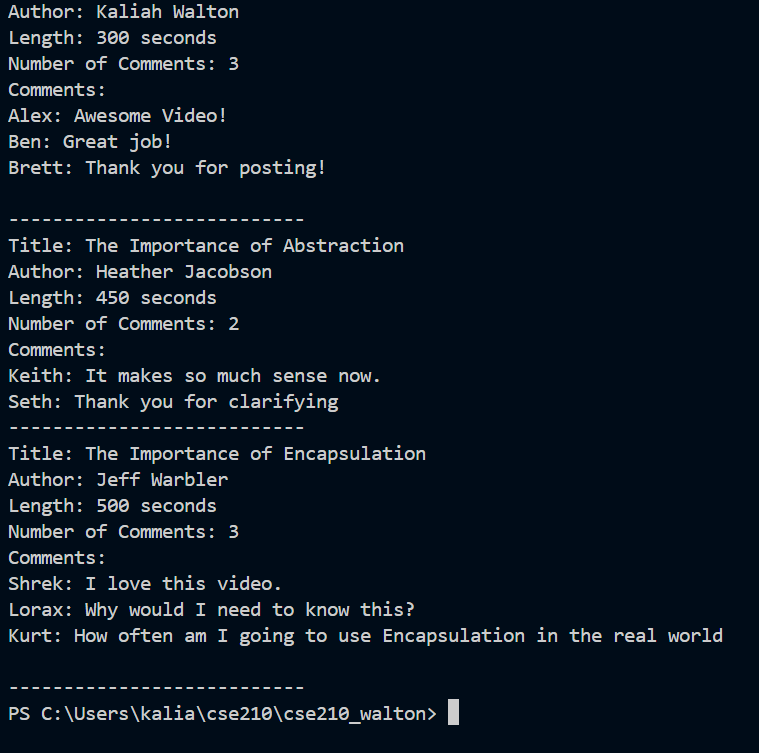 Author: Kaliah Walton
Length: 300 seconds
Number of Comments: 3
Comments:
Alex: Awesome Video!
Ben: Great job!
Brett: Thank you for posting!
---------------------------
Title: The Importance of Abstraction
Author: Heather Jacobson
Length: 450 seconds
Number of Comments: 2
Comments:
Keith: It makes so much sense now.
Seth: Thank you for clarifying
---------------------------
Title: The Importance of Encapsulation
Author: Jeff Warbler
Length: 500 seconds
Number of Comments: 3
Comments:
Shrek: I love this video.
Lorax: Why would I need to know this?
Kurt: How often am I going to use Encapsulation in the real world
---------------------------
PS C:\Users\kalia\cse210\cse210_walton>